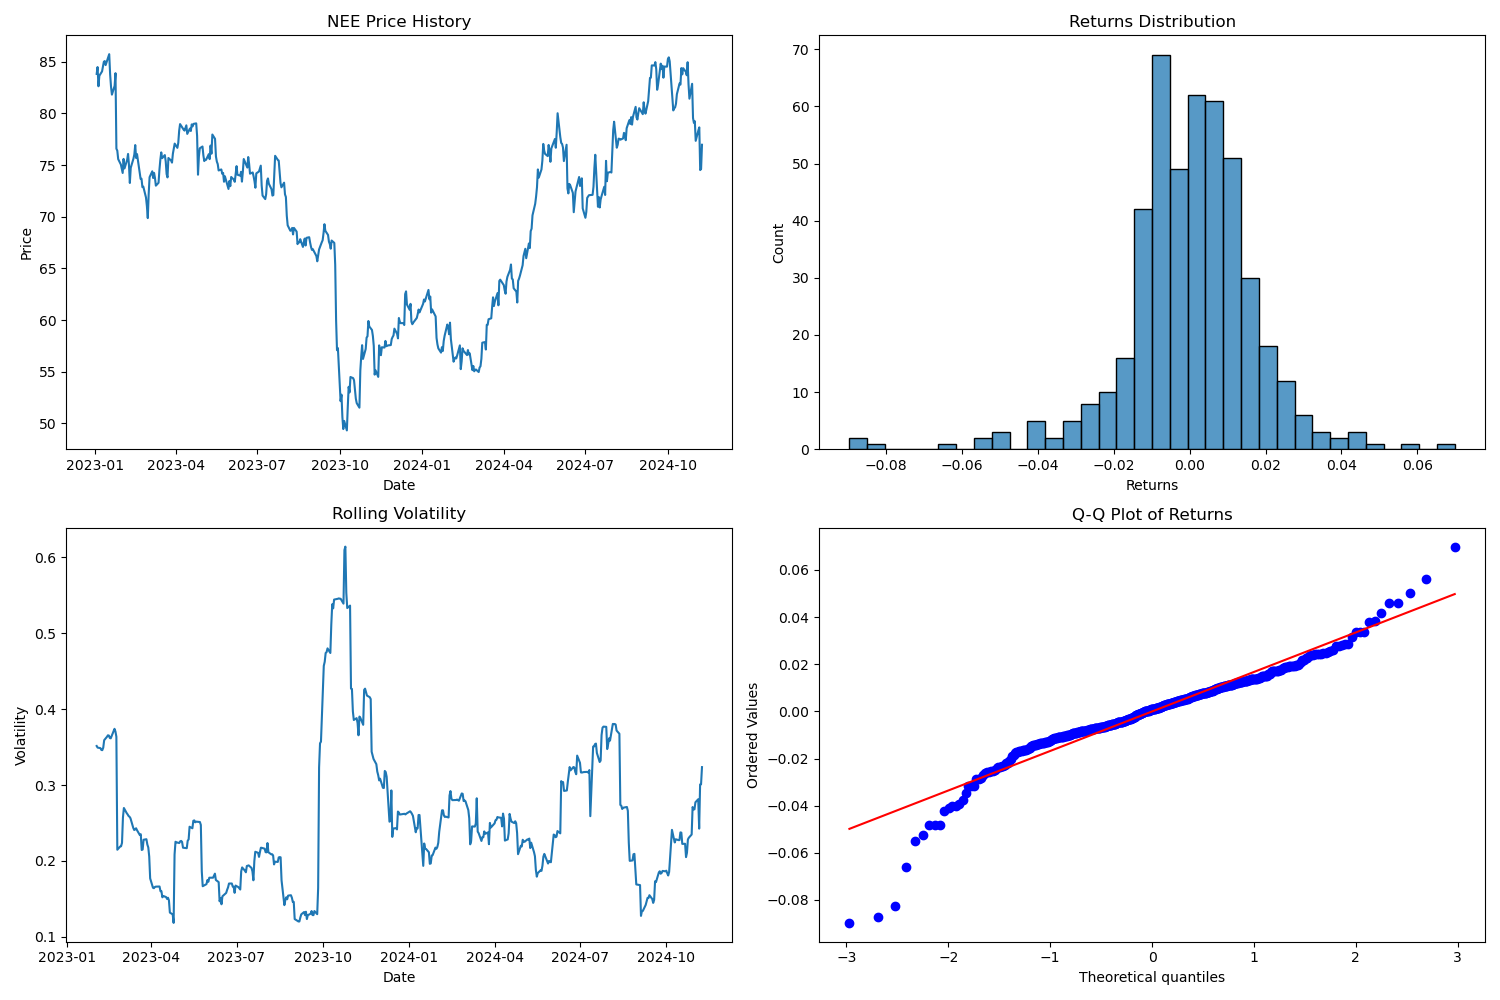 NEE Price History
85
80
75
70
65
60
55
50
Price
2023-01 2023-04 2023-07 2023-10 2024-01 2024-04 2024-07 2024-10
Date
Returns Distribution
70
60
50
40
30
20
10
0
Count
−0.08 −0.06 −0.04 −0.02 0.00 0.02 0.04 0.06
Returns
Rolling Volatility
0.6
0.5
0.4
0.3
0.2
0.1
Volatility
2023-01 2023-04 2023-07 2023-10 2024-01 2024-04 2024-07 2024-10
Date
Q-Q Plot of Returns
0.06
0.04
0.02
0.00
−0.02
−0.04
−0.06
−0.08
Ordered Values
−3 −2 −1 0 1 2 3
Theoretical quantiles